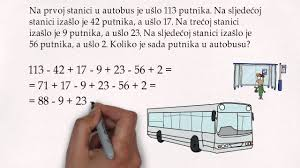 Na prvoj stanici u autobus je ušlo 113 putnika. Na sljedećoj
stanici izašlo je 42 putnika, a ušlo 17. Na trećoj stanici
izašlo je 9 putnika, a ušlo 23. Na sljedećoj stanici izašlo je
56 putnika, a ušlo 2. Koliko je sada putnika u autobusu?
113 - 42 + 17 - 9 + 23 - 56 + 2 =
= 71 + 17 - 9 + 23 - 56 + 2 =
= 88 - 9 + 23